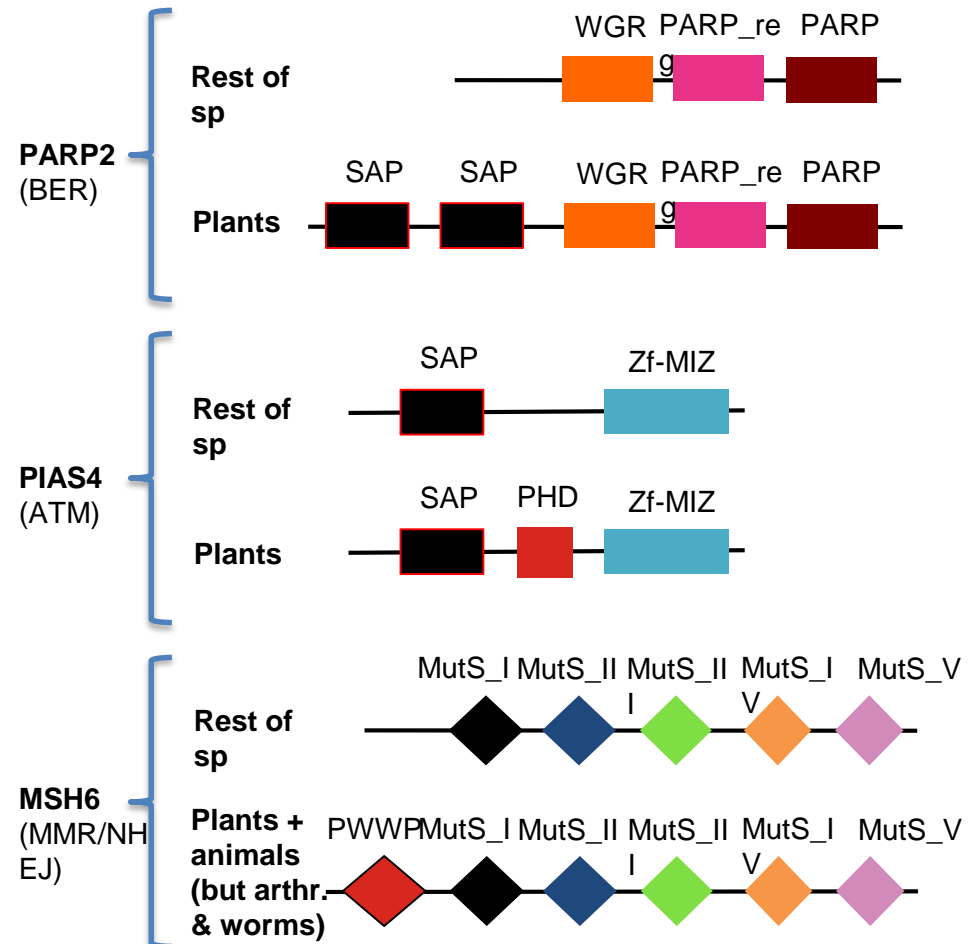 WGR PARP_re
g PARP
Rest of
sp
PARP2
(BER)
SAP SAP WGR PARP_re
g PARP
Plants
SAP Zf-MIZ
Rest of
sp
PIAS4
(ATM)
SAP PHD Zf-MIZ
Plants
MutS_I MutS_II MutS_II
I MutS_I
V MutS_V
Rest of
sp
MSH6
(MMR/NH
EJ)
Plants +
animals
(but arthr.
& worms)
PWWP MutS_I MutS_II MutS_II
I MutS_I
V MutS_V